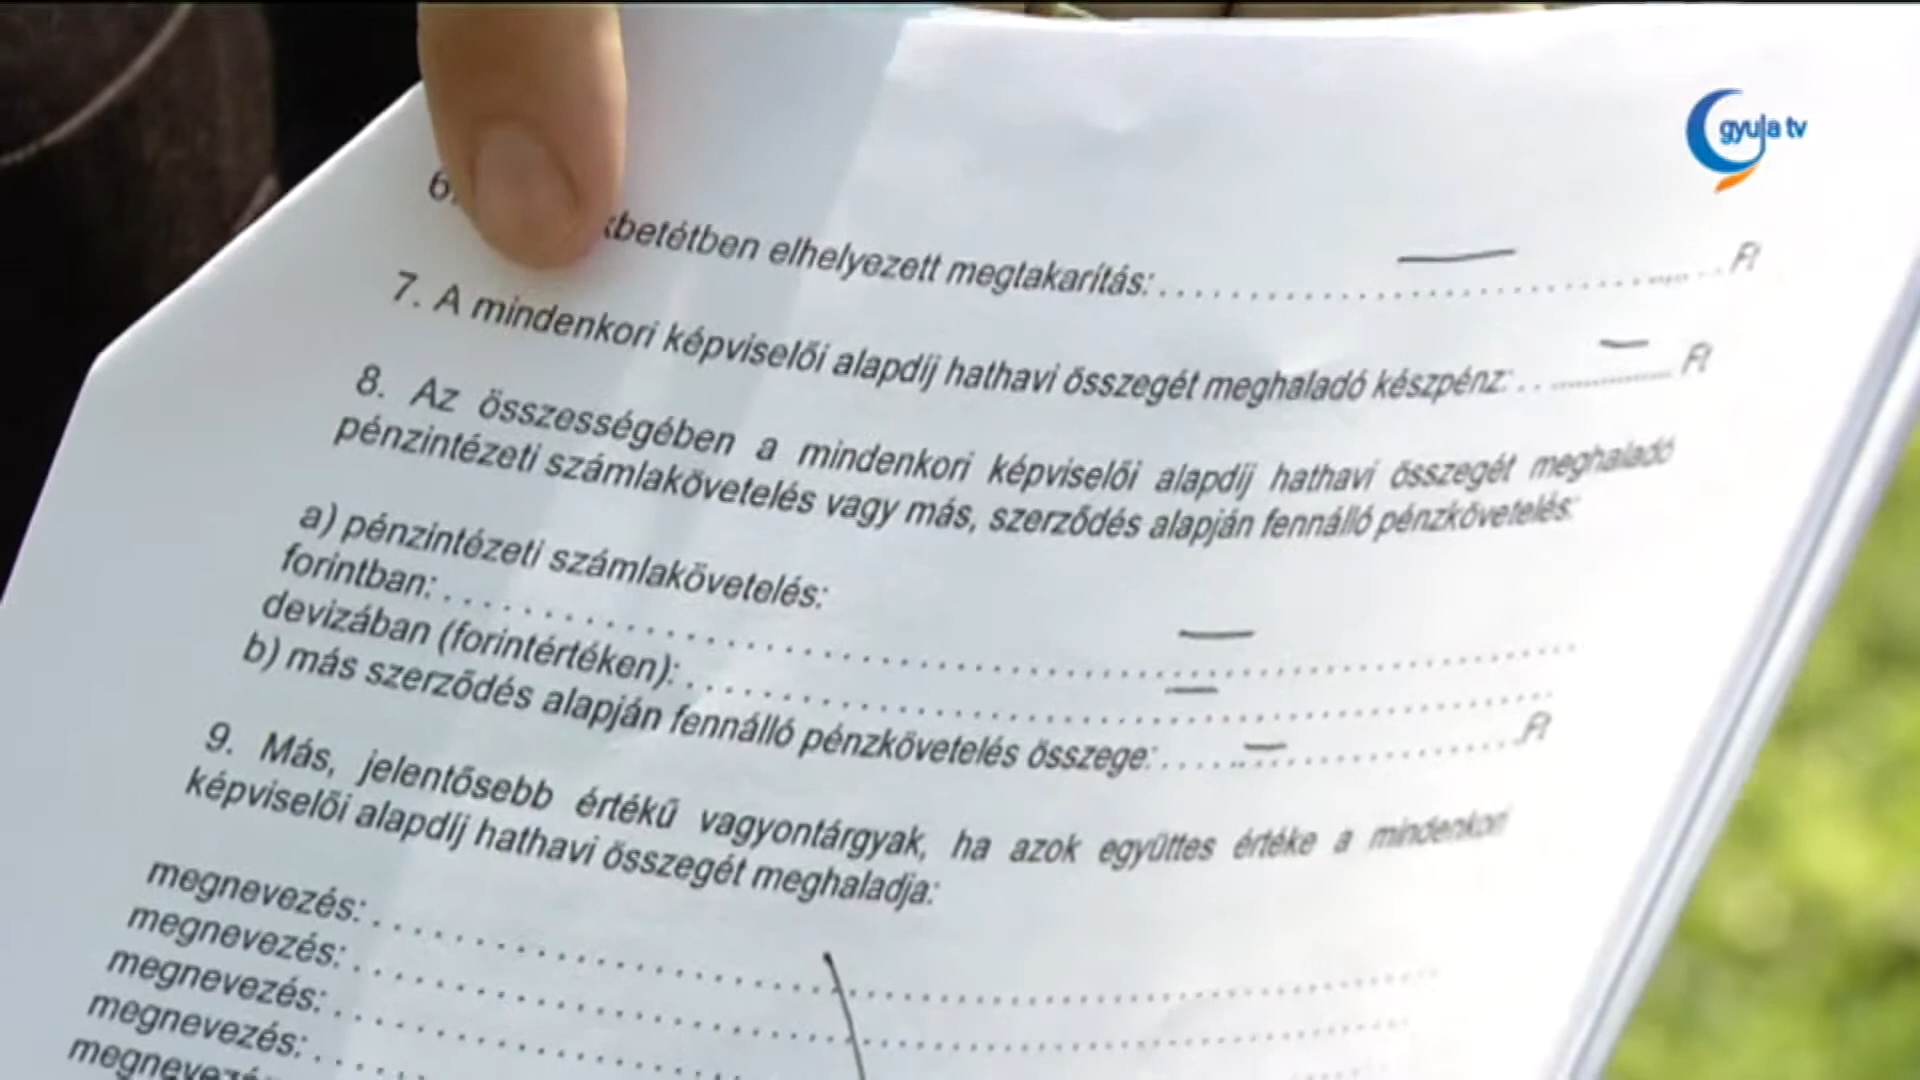 gyula tv
6. betétben elhelyezett megtakarítás: Ft
7. A mindenkori képviselői alapdíj hathavi összegét meghaladó készpénz: Ft
8. Az összességében a mindenkori képviselői alapdíj hathavi összegét meghaladó
pénzintézeti számlakövetelés vagy más, szerződés alapján fennálló pénzkövetelés:
a) pénzintézeti számlakövetelés:
forintban:
devizában (forintértéken):
b) más szerződés alapján fennálló pénzkövetelés összege: Ft
9. Más, jelentősebb értékű vagyontárgyak, ha azok együttes értéke a mindenkori
képviselői alapdíj hathavi összegét meghaladja:
megnevezés:
megnevezés:
megnevezés:
megnevezés: